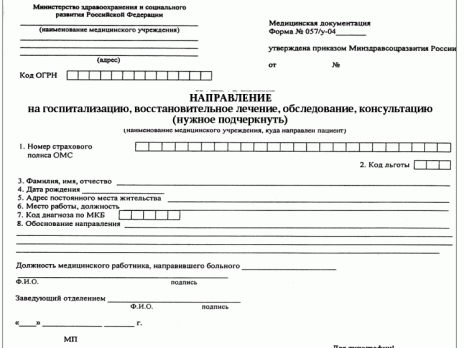 Министерство здравоохранения и социального
развития Российской Федерации
(наименование медицинского учреждения)
(адрес)
Код ОГРН
Медицинская документация
Форма № 057/у-04____
утверждена приказом Минздравсоцразвития России
от №
НАПРАВЛЕНИЕ
на госпитализацию, восстановительное лечение, обследование, консультацию
(нужное подчеркнуть)
(наименование медицинского учреждения, куда направлен пациент)
1. Номер страхового
полиса ОМС
2. Код льготы
3. Фамилия, имя, отчество
4. Дата рождения
5. Адрес постоянного места жительства
6. Место работы, должность
7. Код диагноза по МКБ
8. Обоснование направления
Должность медицинского работника, направившего больного
Ф.И.О. подпись
Заведующий отделением
Ф.И.О. подпись
«___» ________ ____ г.
МП